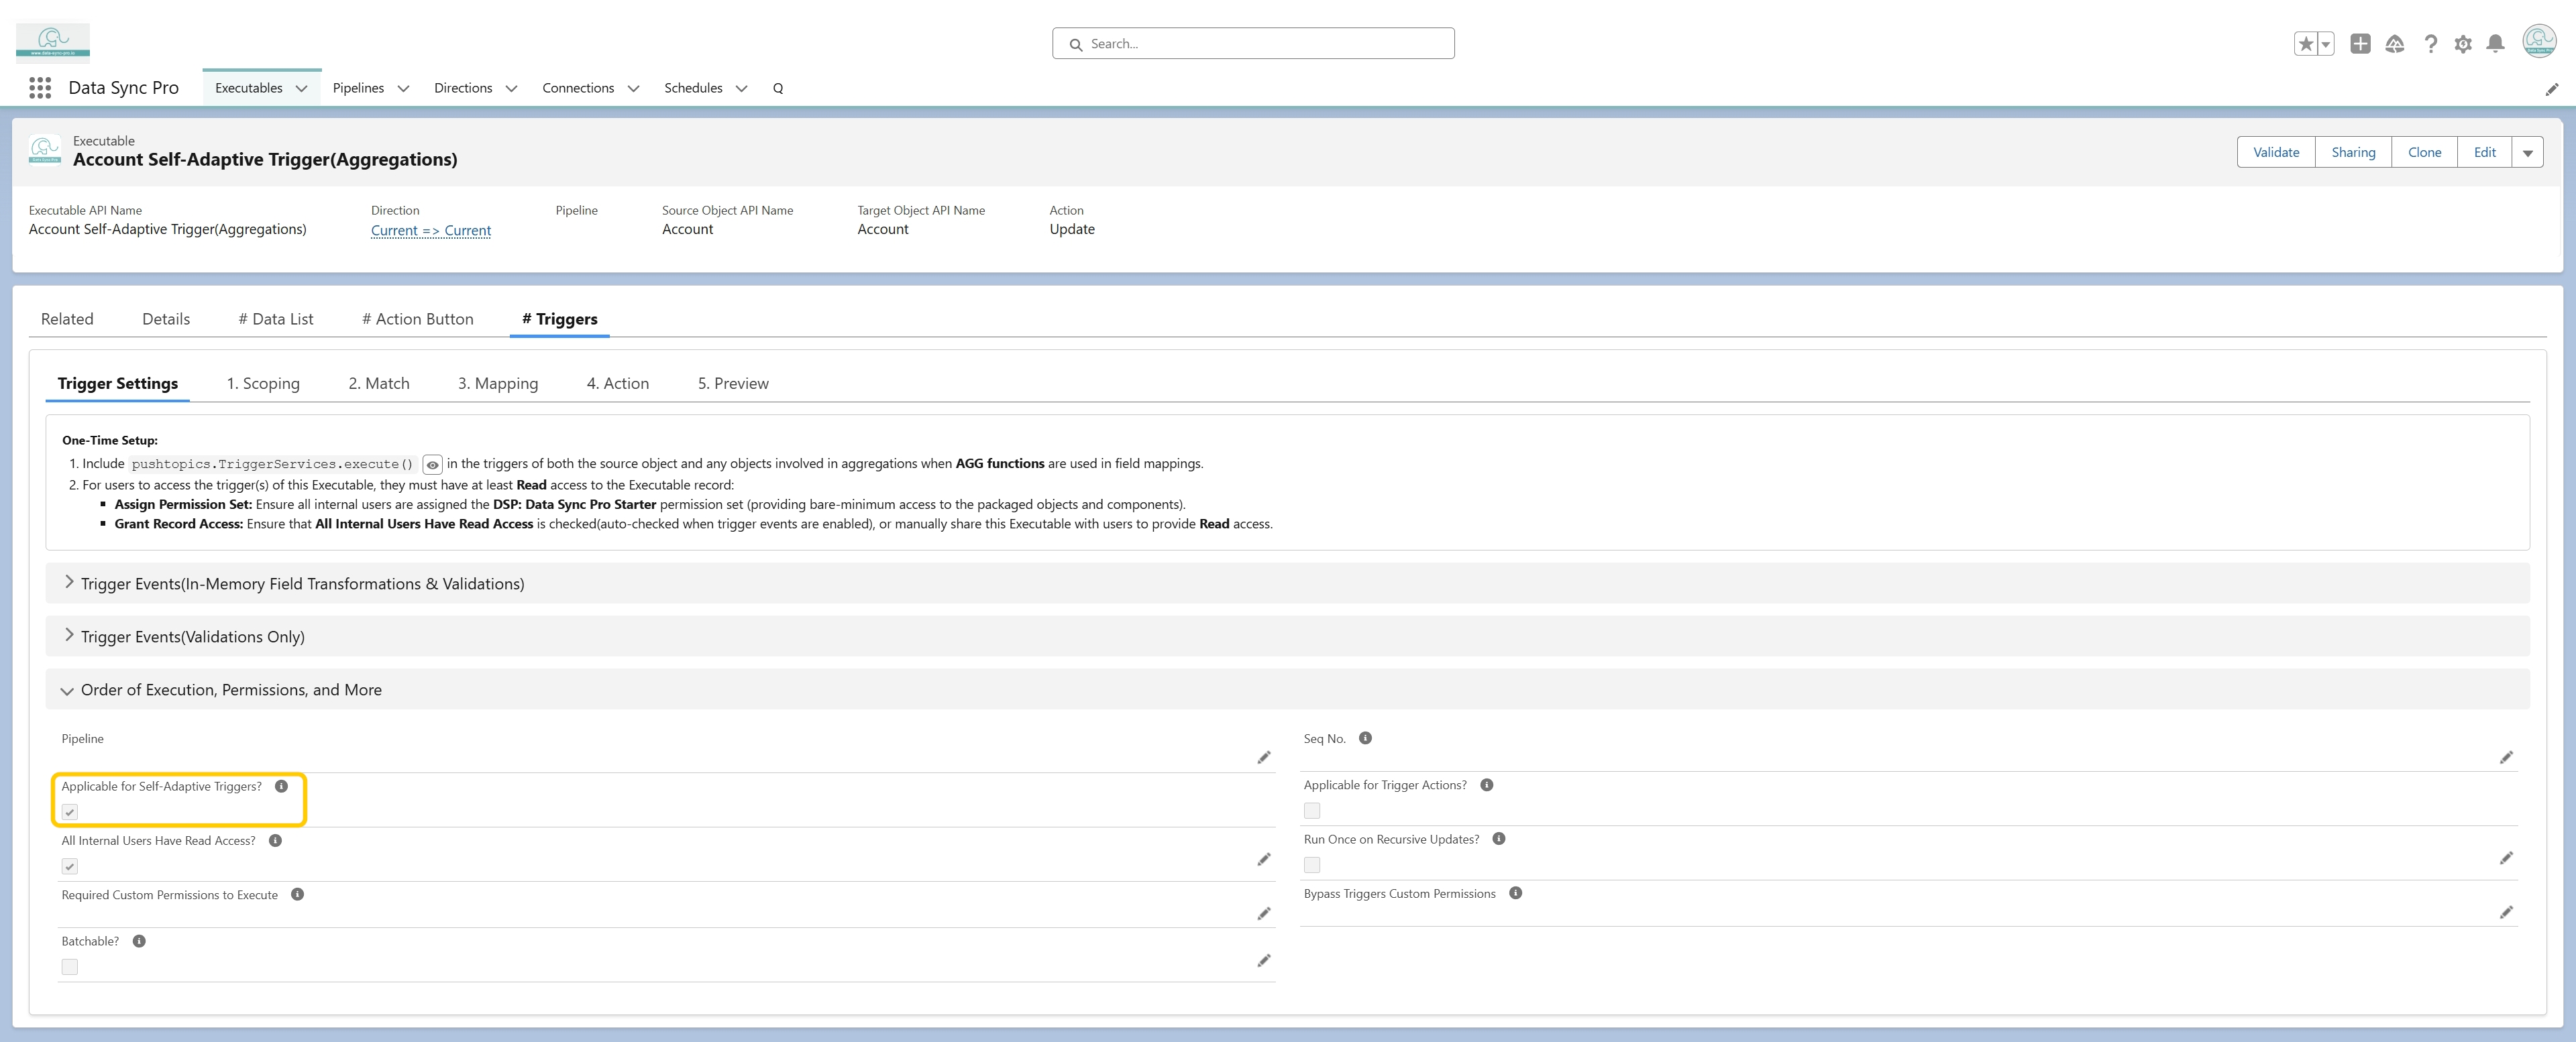 www.data-sync-pro.io
Search...
Data Sync Pro
Executables
Pipelines
Directions
Connections
Schedules
Q
Executable
Account Self-Adaptive Trigger(Aggregations)
Validate
Sharing
Clone
Edit
Executable API Name
Account Self-Adaptive Trigger(Aggregations)
Direction
Current => Current
Pipeline
Source Object API Name
Account
Target Object API Name
Account
Action
Update
Related
Details
# Data List
# Action Button
# Triggers
Trigger Settings
1. Scoping
2. Match
3. Mapping
4. Action
5. Preview
One-Time Setup:
1. Include pushtopics.TriggerServices.execute() in the triggers of both the source object and any objects involved in aggregations when AGG functions are used in field mappings.
2. For users to access the trigger(s) of this Executable, they must have at least Read access to the Executable record:
▪ Assign Permission Set: Ensure all internal users are assigned the DSP: Data Sync Pro Starter permission set (providing bare-minimum access to the packaged objects and components).
▪ Grant Record Access: Ensure that All Internal Users Have Read Access is checked(auto-checked when trigger events are enabled), or manually share this Executable with users to provide Read access.
Trigger Events(In-Memory Field Transformations & Validations)
Trigger Events(Validations Only)
Order of Execution, Permissions, and More
Pipeline
Seq No.
Applicable for Self-Adaptive Triggers?
Applicable for Trigger Actions?
All Internal Users Have Read Access?
Run Once on Recursive Updates?
Required Custom Permissions to Execute
Bypass Triggers Custom Permissions
Batchable?